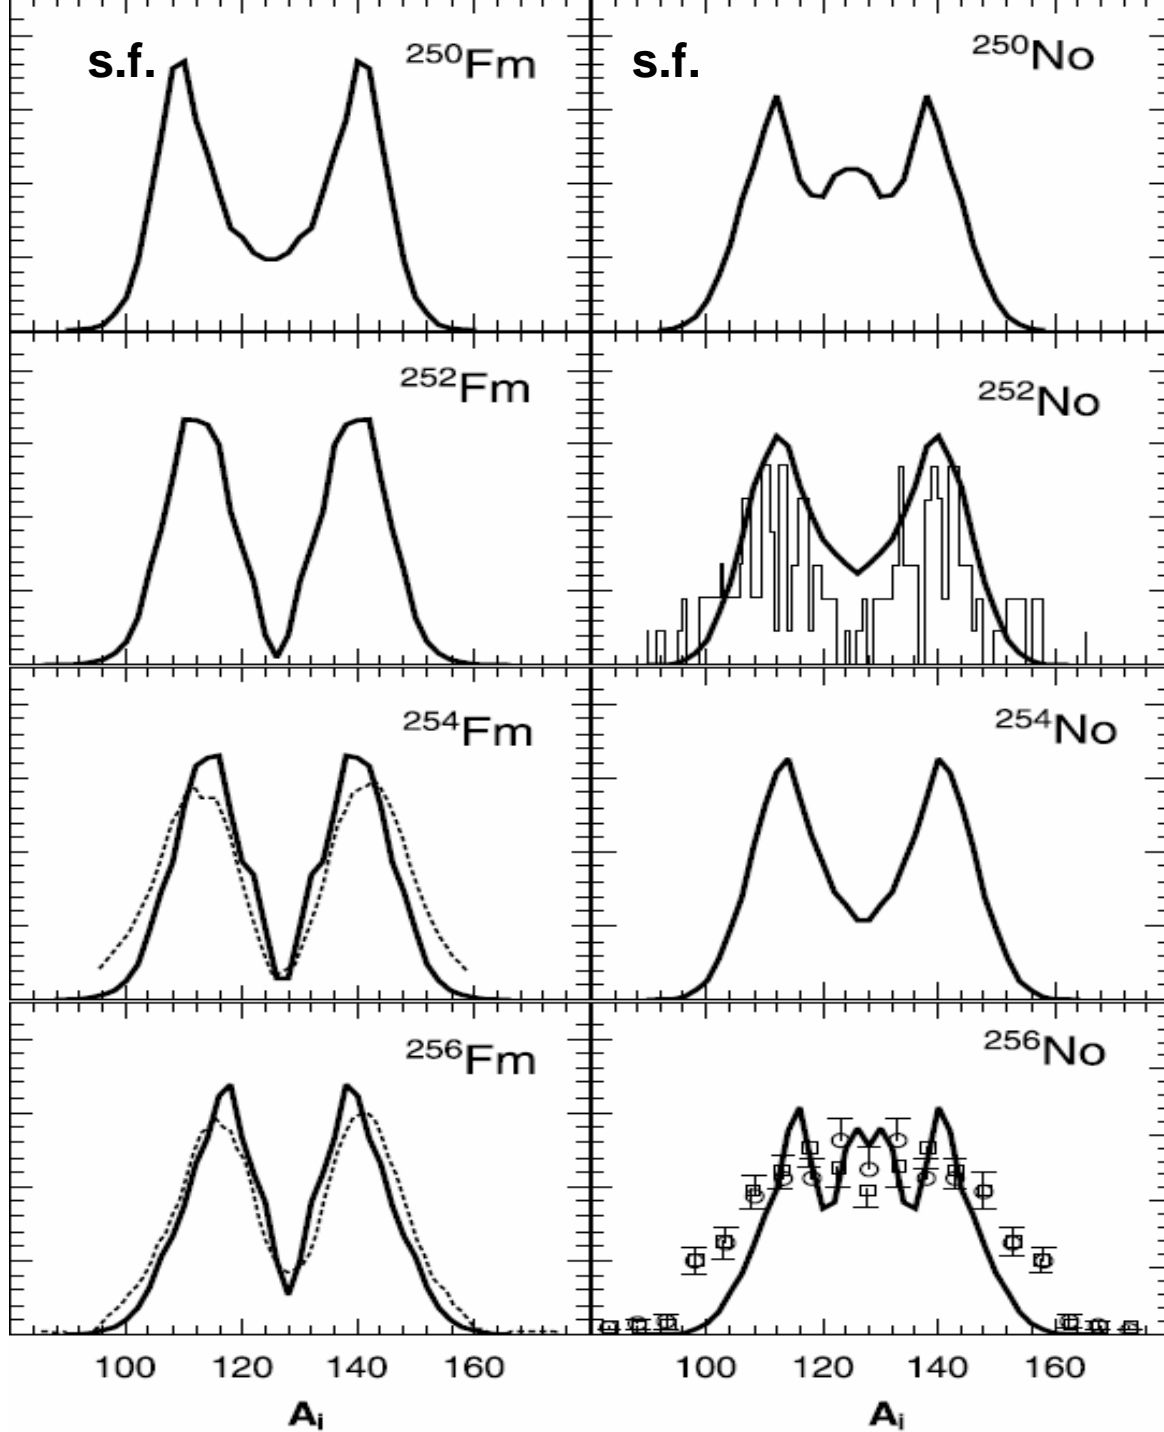 s.f. ²⁵⁰Fm s.f. ²⁵⁰No
²⁵²Fm ²⁵²No
²⁵⁴Fm ²⁵⁴No
²⁵⁶Fm ²⁵⁶No
100 120 140 160 100 120 140 160
Aᵢ Aᵢ